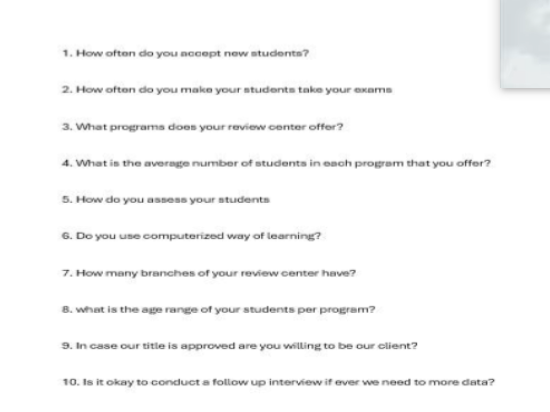 1. How often do you accept new students?
2. How often do you make your students take your exams
3. What programs does your review center offer?
4. What is the average number of students in each program that you offer?
5. How do you assess your students
6. Do you use computerized way of learning?
7. How many branches of your review center have?
8. what is the age range of your students per program?
9. In case our title is approved are you willing to be our client?
10. Is it okay to conduct a follow up interview if ever we need to more data?